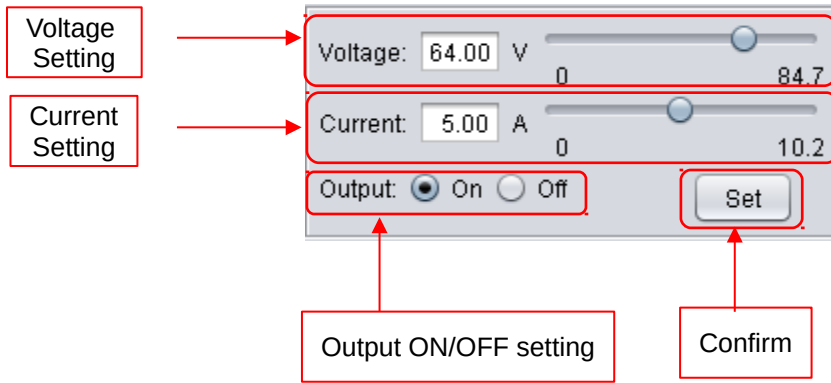 Voltage
Setting
Voltage: 64.00 V
0 84.7
Current
Setting
Current: 5.00 A
0 10.2
Output: On Off
Set
Output ON/OFF setting
Confirm